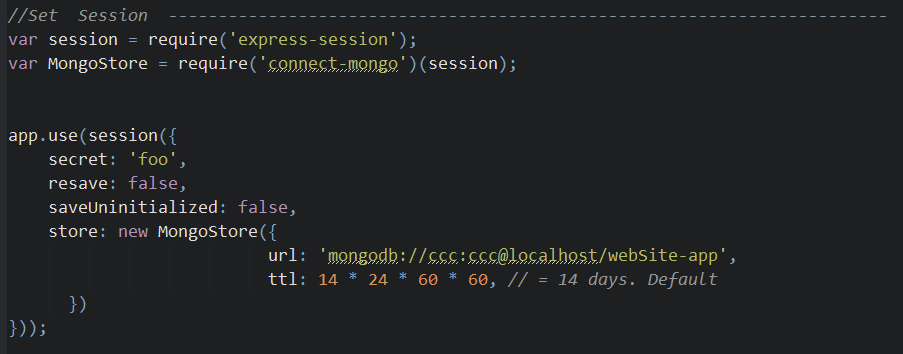 //Set  Session  ------------------------------------------------------------------------
var session = require('express-session');
var MongoStore = require('connect-mongo')(session);
app.use(session({
    secret: 'foo',
    resave: false,
    saveUninitialized: false,
    store: new MongoStore({
                          url: 'mongodb://ccc:ccc@localhost/webSite-app',
                          ttl: 14 * 24 * 60 * 60, // = 14 days. Default
      })
}));